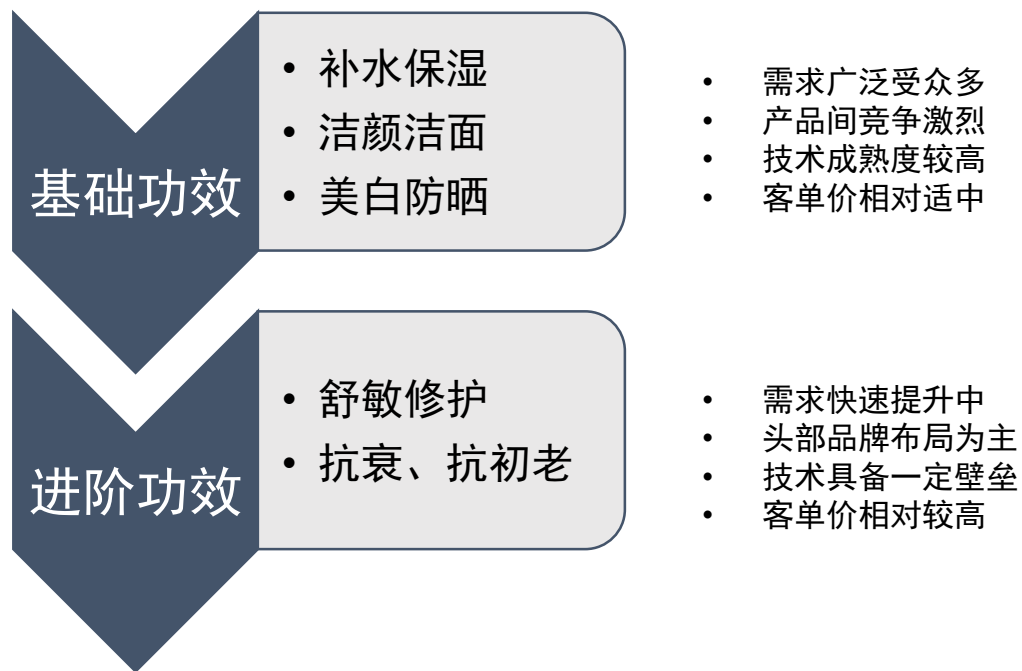 基础功效
• 补水保湿
• 洁颜洁面
• 美白防晒
• 需求广泛受众多
• 产品间竞争激烈
• 技术成熟度较高
• 客单价相对适中
进阶功效
• 舒敏修护
• 抗衰、抗初老
• 需求快速提升中
• 头部品牌布局为主
• 技术具备一定壁垒
• 客单价相对较高